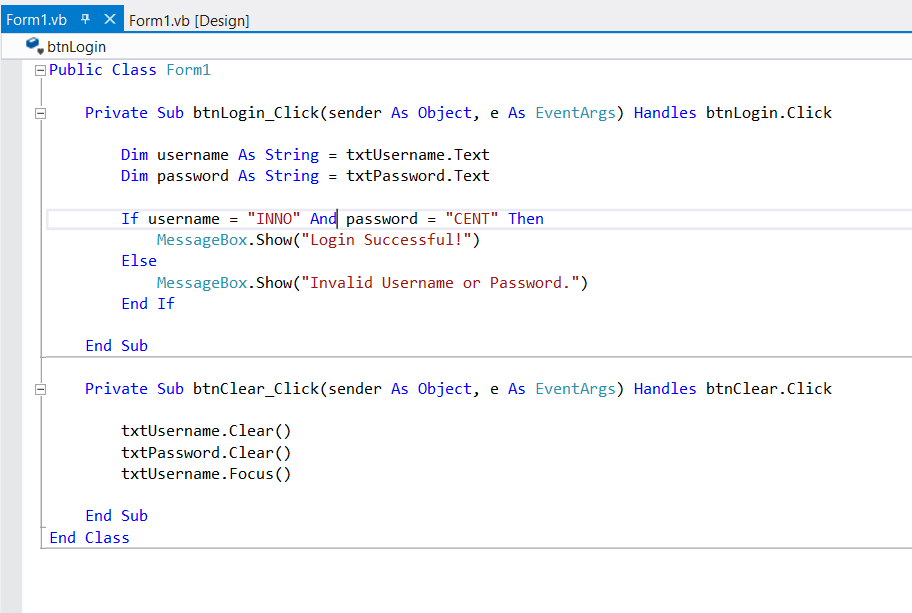 Form1.vb Form1.vb [Design]
btnLogin
Public Class Form1
Private Sub btnLogin_Click(sender As Object, e As EventArgs) Handles btnLogin.Click
Dim username As String = txtUsername.Text
Dim password As String = txtPassword.Text
If username = "INNO" And password = "CENT" Then
MessageBox.Show("Login Successful!")
Else
MessageBox.Show("Invalid Username or Password.")
End If
End Sub
Private Sub btnClear_Click(sender As Object, e As EventArgs) Handles btnClear.Click
txtUsername.Clear()
txtPassword.Clear()
txtUsername.Focus()
End Sub
End Class